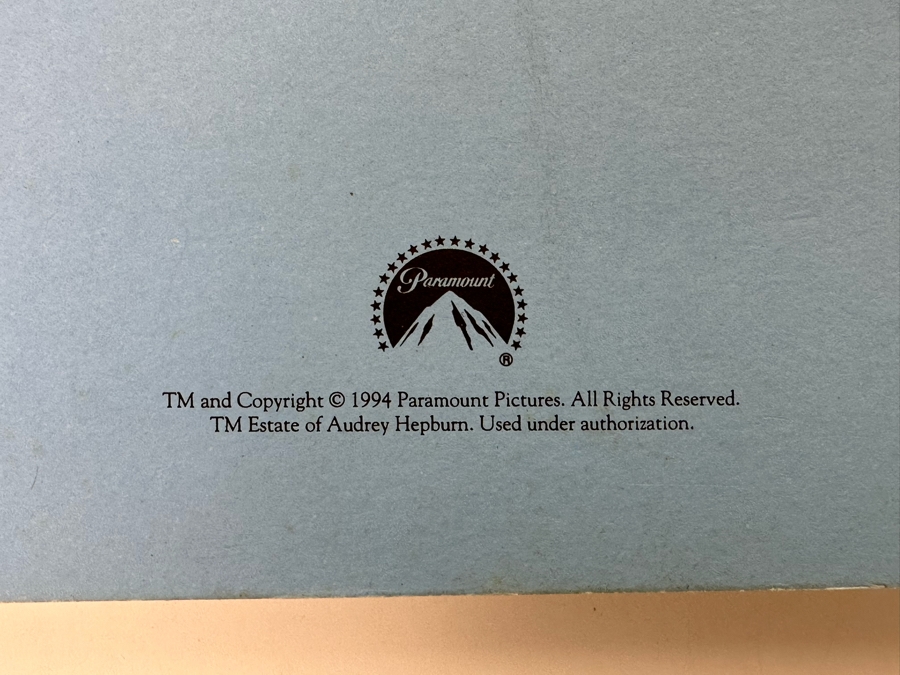 Paramount
®
TM and Copyright © 1994 Paramount Pictures. All Rights Reserved.
TM Estate of Audrey Hepburn. Used under authorization.